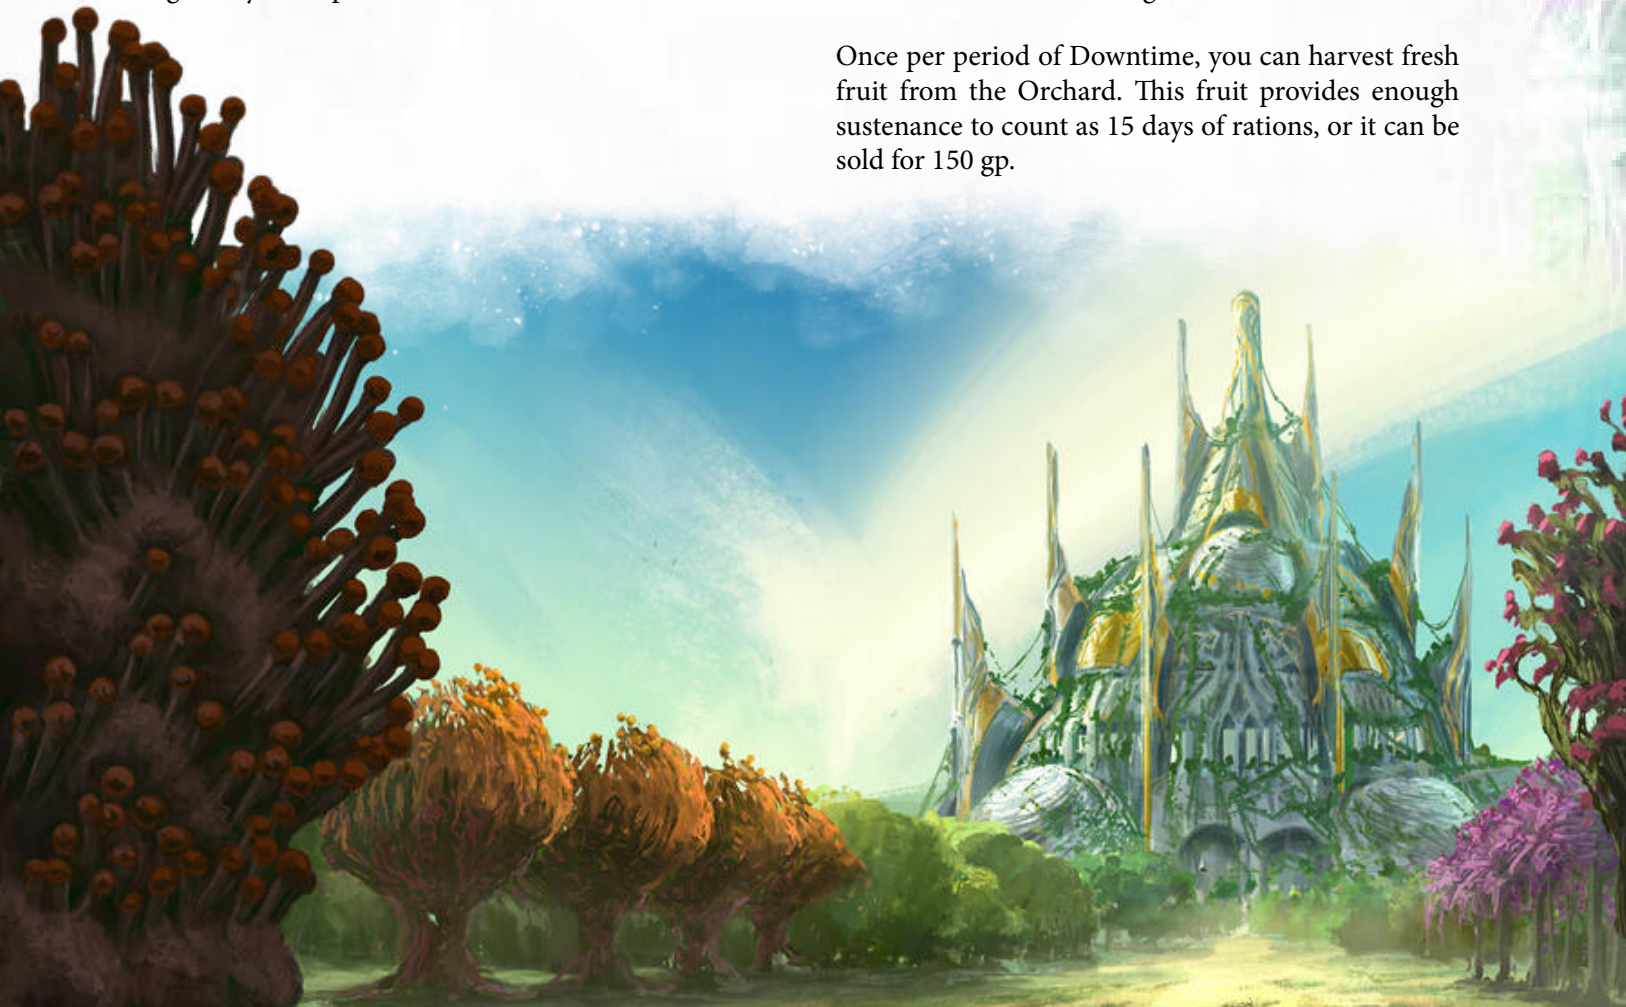 Once per period of Downtime, you can harvest fresh
fruit from the Orchard. This fruit provides enough
sustenance to count as 15 days of rations, or it can be
sold for 150 gp.